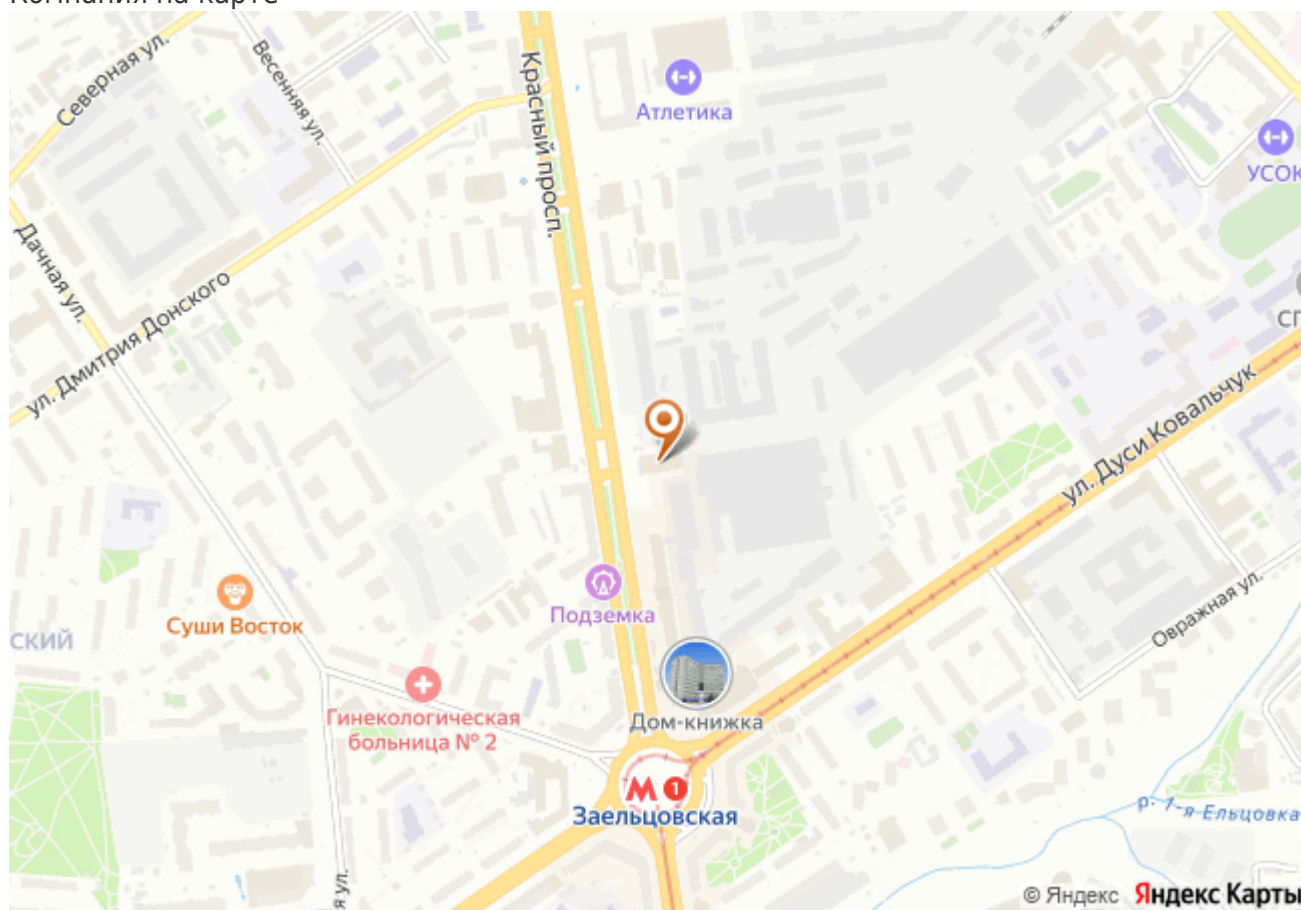 Компания на карте
Северная ул.
Весенняя ул.
Красный просп.
Атлетика
УСОК
Дачная ул.
ул. Дмитрия Донского
СГ
ул. Дуси Ковальчук
Подземка
Суши Восток
ский
Овражная ул.
Гинекологическая
больница № 2
Дом-книжка
М 1
Заельцовская
р. 1-я Ельцовка
я ул.
© Яндекс Яндекс Карты